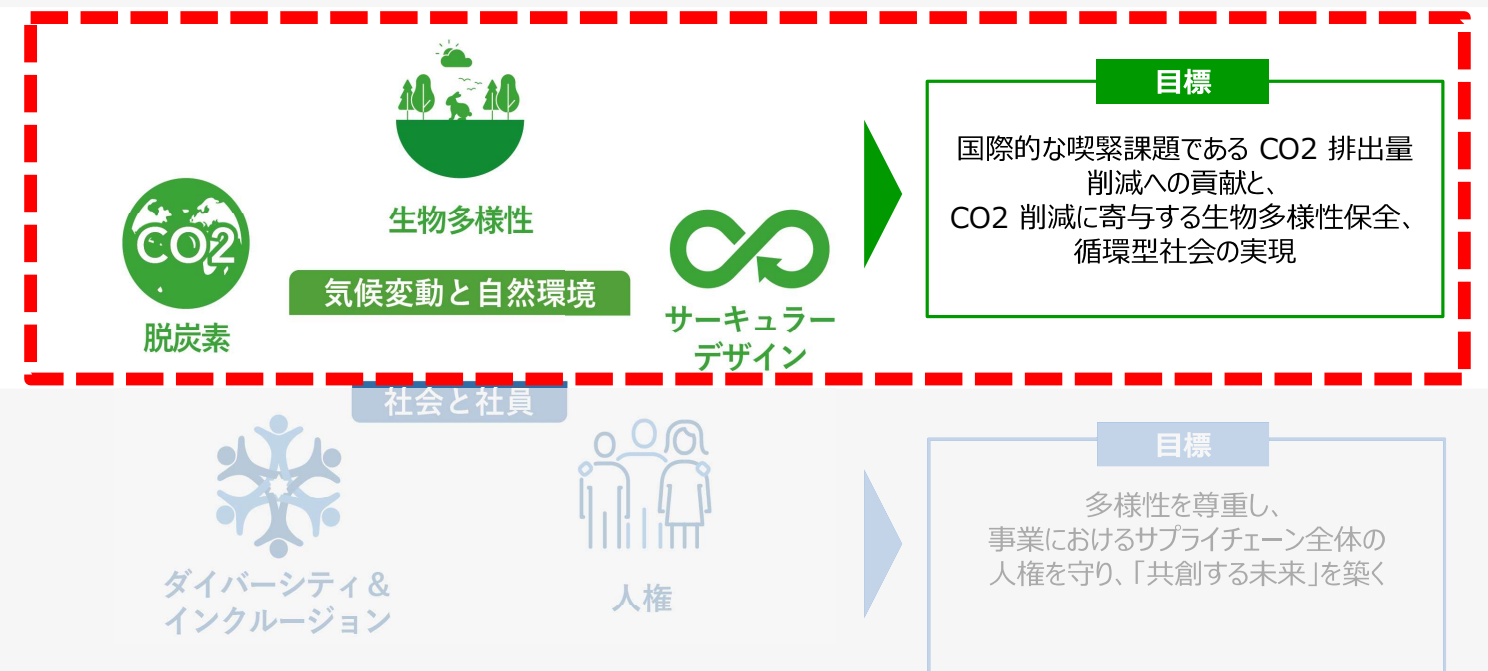 生物多様性
CO2
脱炭素
気候変動と自然環境
サーキュラー
デザイン
目標
国際的な喫緊課題である CO2 排出量
削減への貢献と、
CO2 削減に寄与する生物多様性保全、
循環型社会の実現
社会と社員
ダイバーシティ&
インクルージョン
人権
目標
多様性を尊重し、
事業におけるサプライチェーン全体の
人権を守り、「共創する未来」を築く